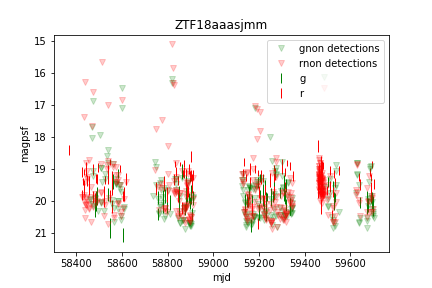 ZTF18aaasjmm
15
16
17
18
19
20
21
magpsf
gnon detections
rnon detections
g
r
58400 58600 58800 59000 59200 59400 59600
mjd